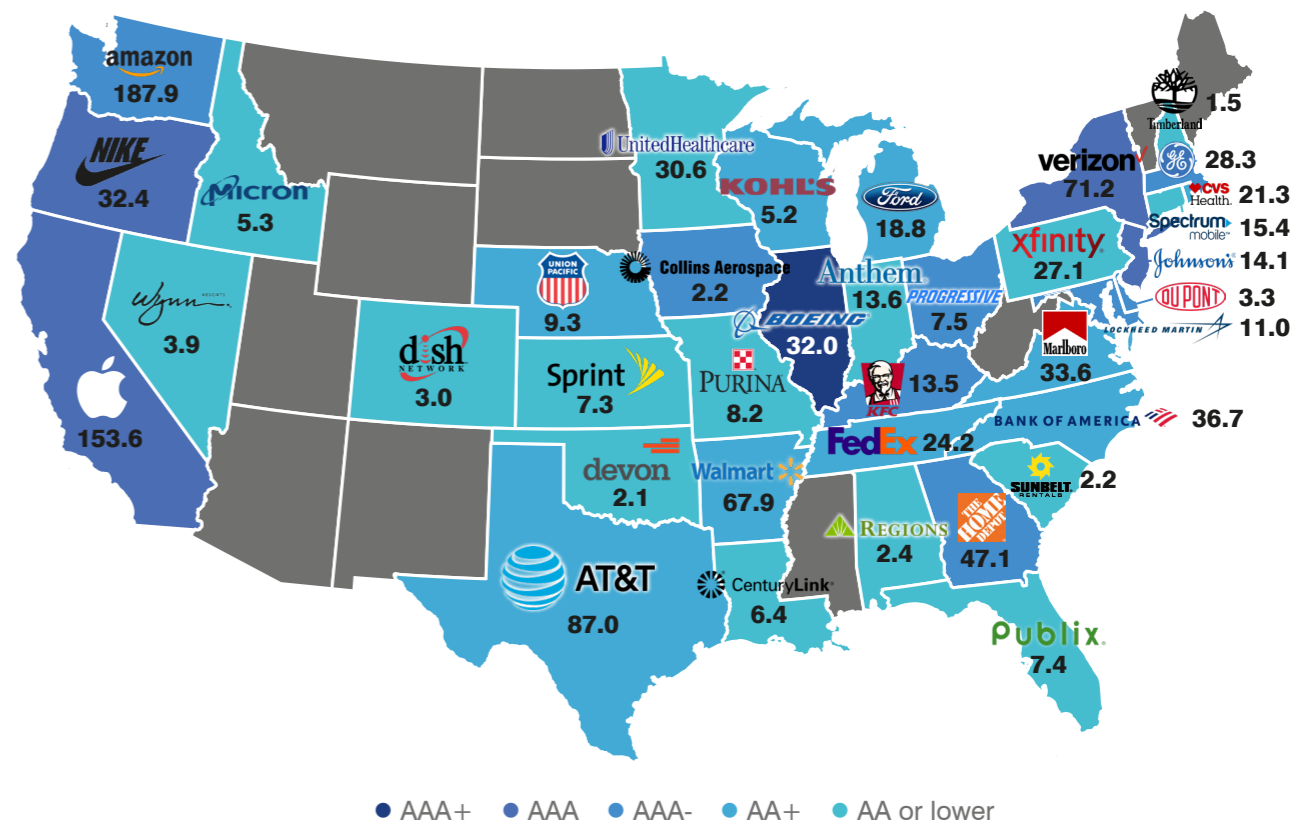 amazon
187.9
NIKE
32.4
Micron
5.3
Wynn
RESORTS
3.9
153.6
dish
NETWORK
3.0
UNION
PACIFIC
9.3
Sprint
7.3
devon
2.1
AT&T
87.0
UnitedHealthcare
30.6
Collins Aerospace
2.2
PURINA
8.2
Walmart
67.9
CenturyLink
6.4
KOHL'S
5.2
BOEING
32.0
Ford
18.8
Anthem.
13.6
PROGRESSIVE
7.5
KFC
13.5
FedEx 24.2
REGIONS
2.4
THE
HOME
DEPOT
47.1
Publix.
7.4
SUNBELT
RENTALS
2.2
BANK OF AMERICA 36.7
Marlboro
33.6
xfinity
27.1
verizon
71.2
Timberland
1.5
GE
28.3
CVS
Health. 21.3
Spectrum
mobile 15.4
Johnson's 14.1
DUPONT 3.3
LOCKHEED MARTIN 11.0
AAA+ AAA AAA- AA+ AA or lower